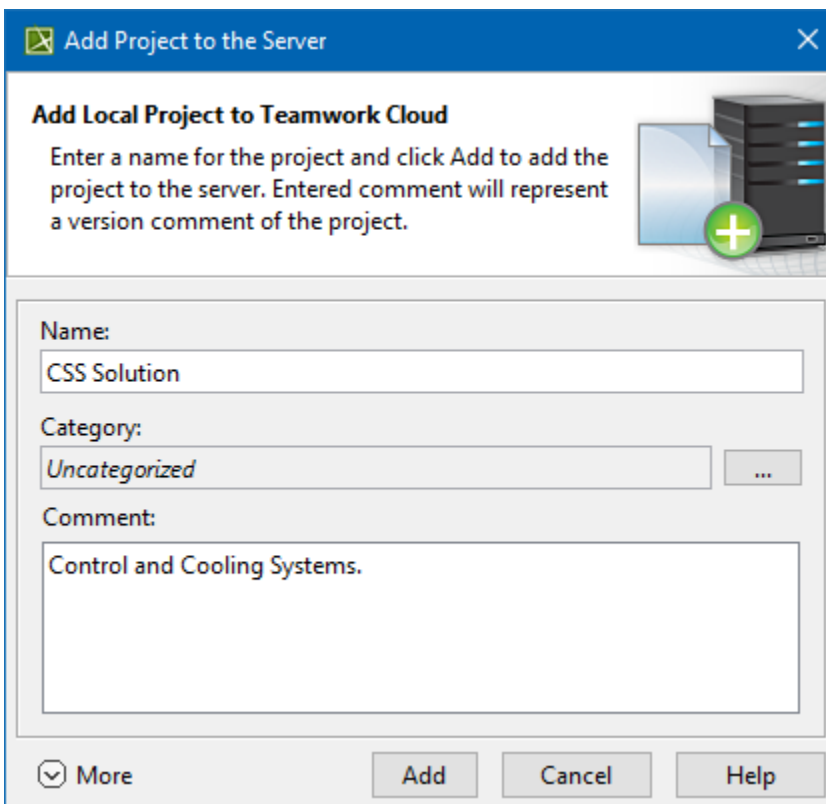 Add Project to the Server
Add Local Project to Teamwork Cloud
Enter a name for the project and click Add to add the
project to the server. Entered comment will represent
a version comment of the project.
Name:
CSS Solution
Category:
Uncategorized
...
Comment:
Control and Cooling Systems.
More
Add
Cancel
Help